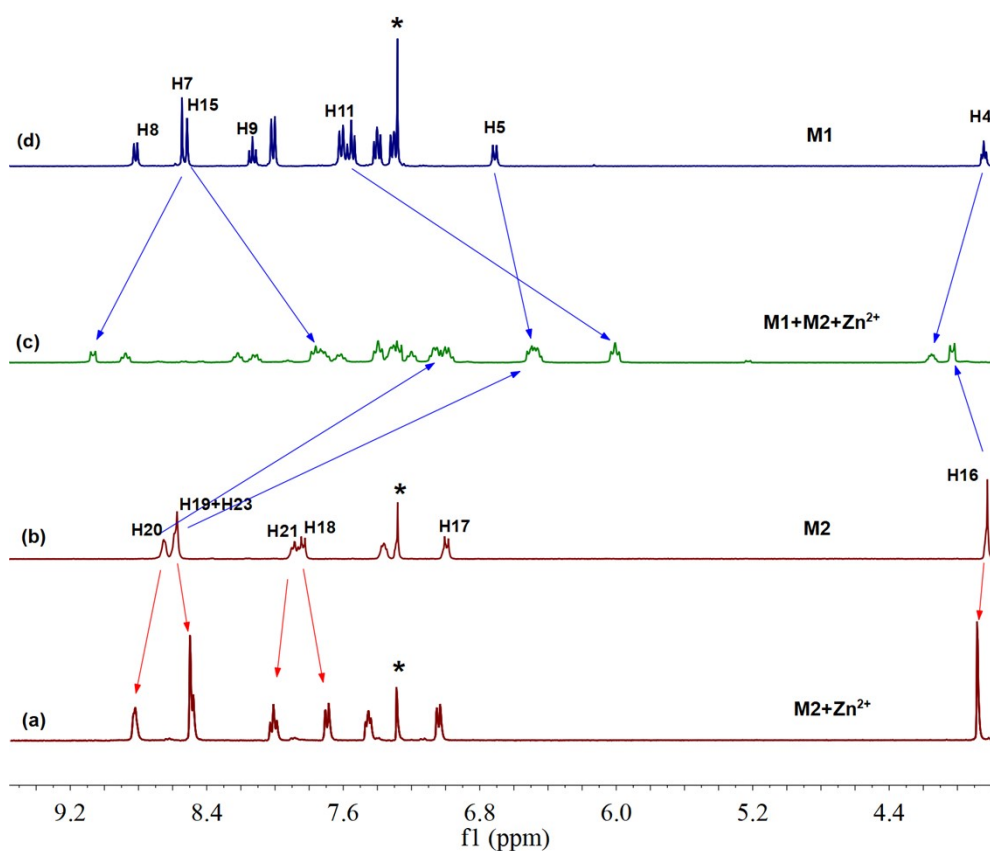 *
H7
H15
H8
H9
H11
H5
H4
(d)
M1
M1+M2+Zn²⁺
(c)
H16
*
H19+H23
H20
H21
H18
H17
M2
(b)
*
M2+Zn²⁺
(a)
9.2 8.4 7.6 6.8 6.0 5.2 4.4
f1 (ppm)